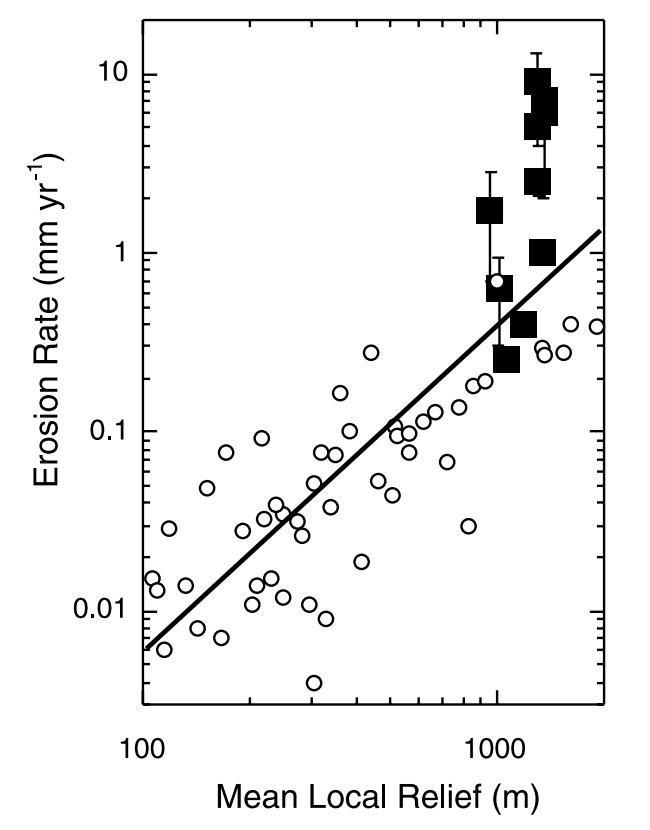 10
1
0.1
0.01
Erosion Rate (mm yr⁻¹)
100 1000
Mean Local Relief (m)